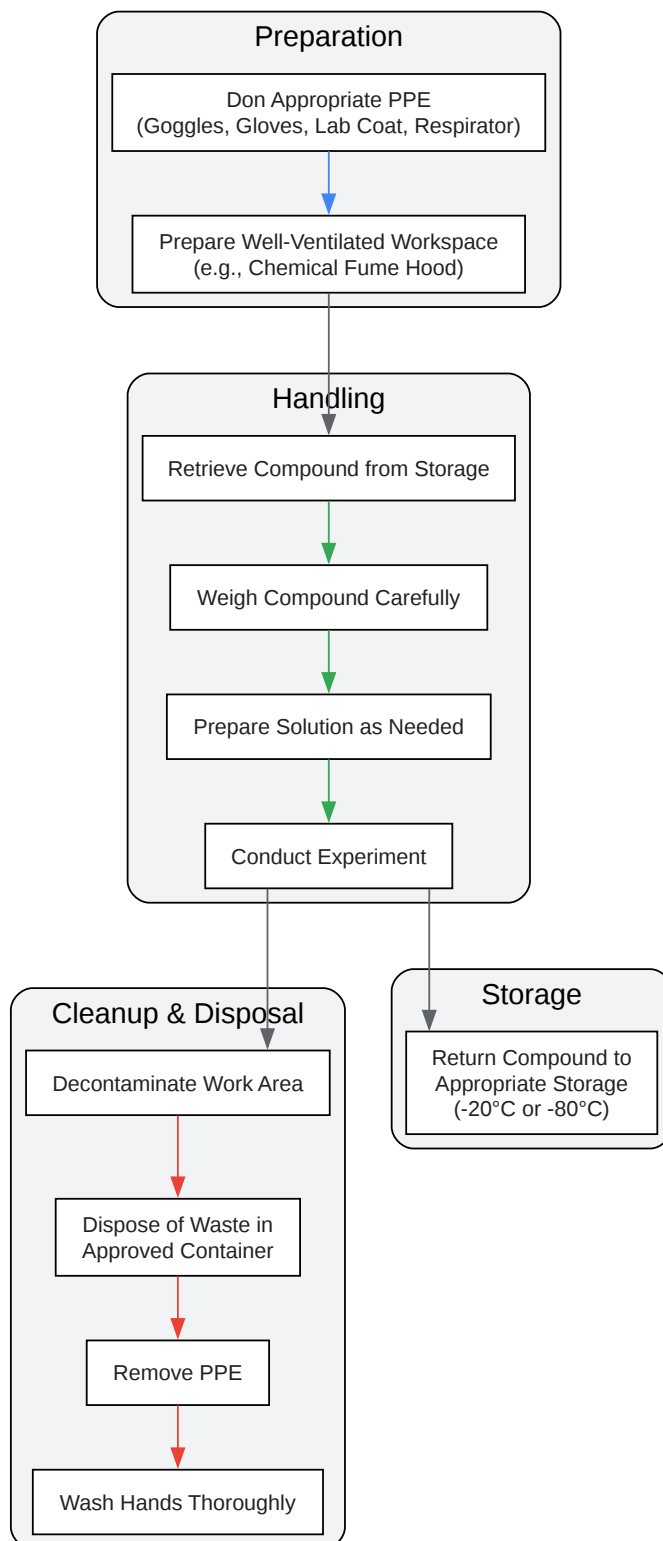 Preparation
Don Appropriate PPE
(Goggles, Gloves, Lab Coat, Respirator)
Prepare Well-Ventilated Workspace
(e.g., Chemical Fume Hood)
Handling
Retrieve Compound from Storage
Weigh Compound Carefully
Prepare Solution as Needed
Conduct Experiment
Cleanup & Disposal
Decontaminate Work Area
Dispose of Waste in
Approved Container
Remove PPE
Wash Hands Thoroughly
Storage
Return Compound to
Appropriate Storage
(-20°C or -80°C)